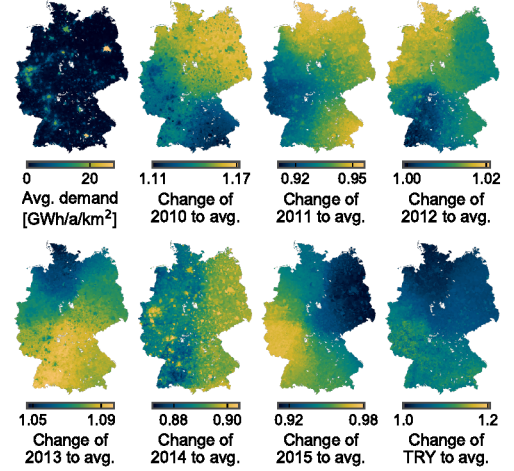 0 20
Avg. demand
[GWh/a/km²]
1.11 1.17
Change of
2010 to avg.
0.92 0.95
Change of
2011 to avg.
1.00 1.02
Change of
2012 to avg.
1.05 1.09
Change of
2013 to avg.
0.88 0.90
Change of
2014 to avg.
0.92 0.98
Change of
2015 to avg.
1.0 1.2
Change of
TRY to avg.